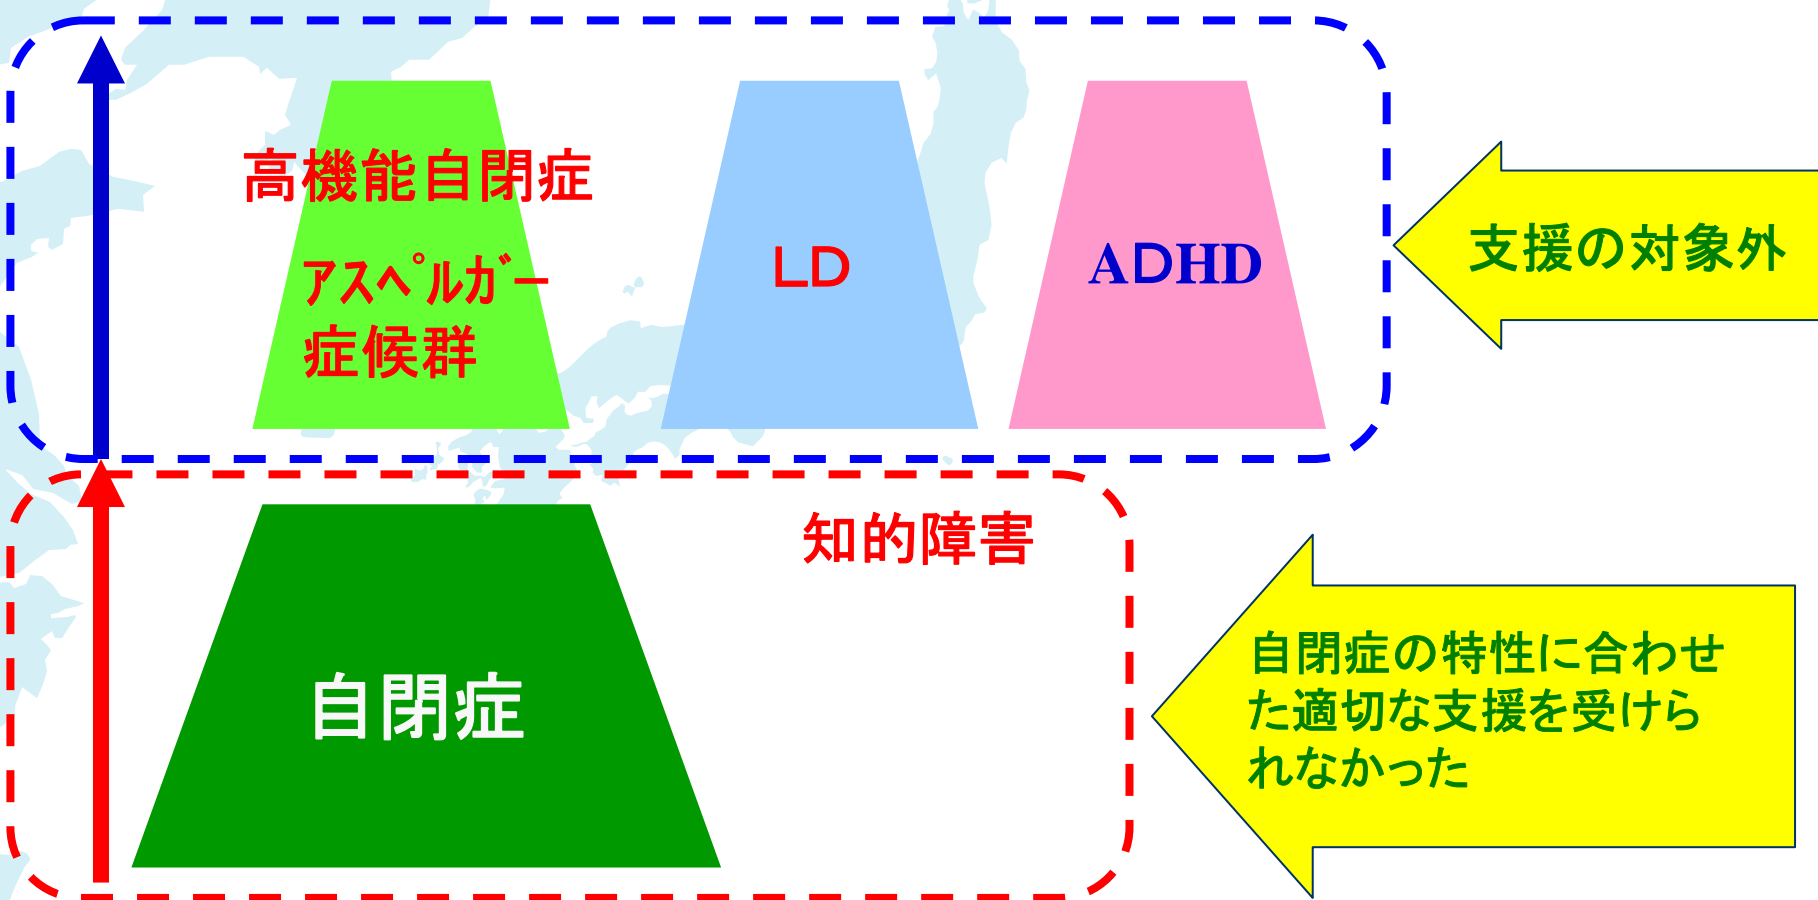 高機能自閉症
ｱｽﾍﾟﾙｶﾞｰ
症候群
ＬＤ
ADHD
支援の対象外
知的障害
自閉症
自閉症の特性に合わせ
た適切な支援を受けら
れなかった